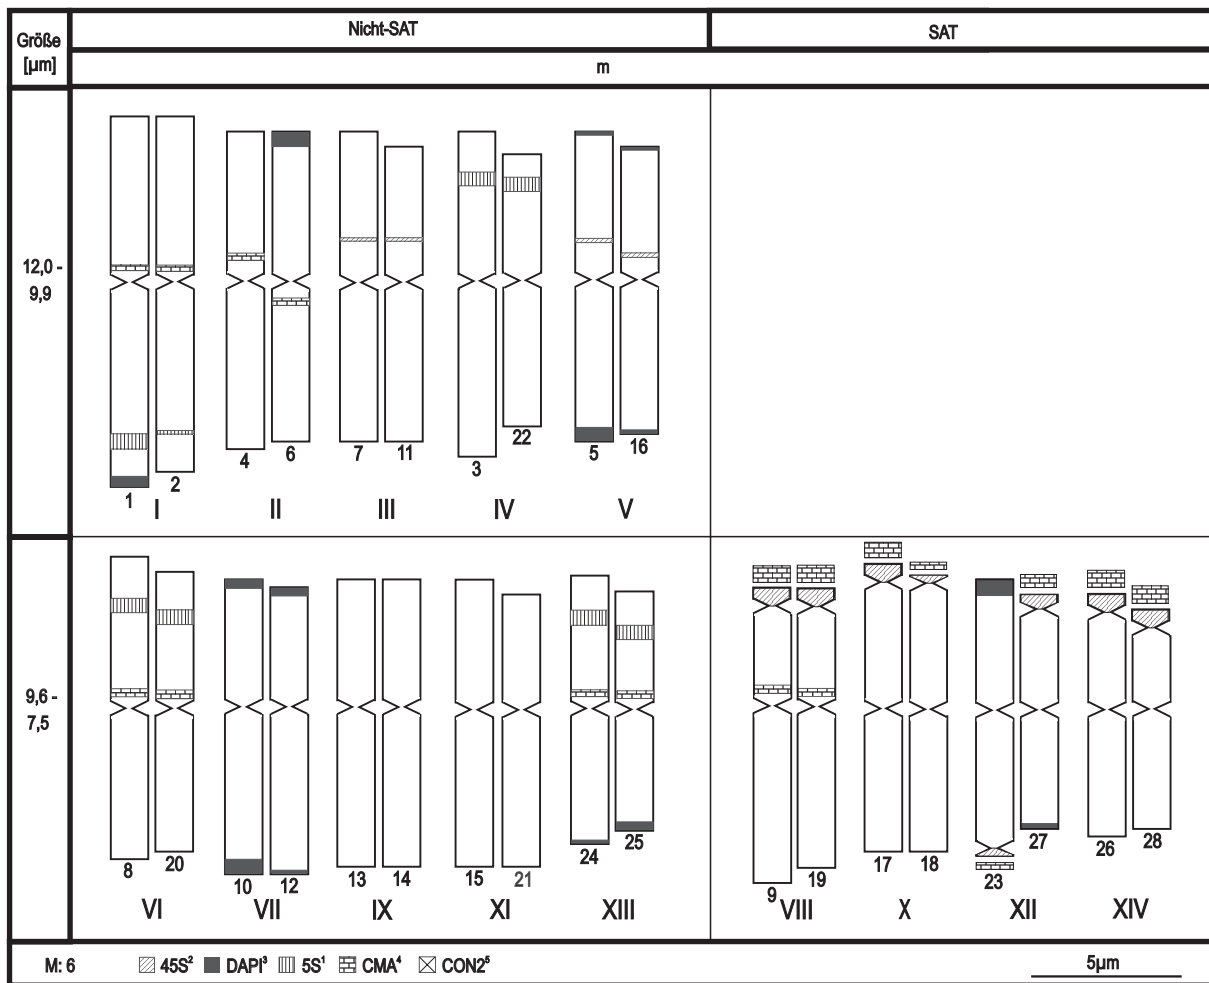 Größe
[µm]
Nicht-SAT
SAT
m
12,0 -
9,9
1
2
4
6
7
11
3
22
5
16
I
II
III
IV
V
9,6 -
7,5
8
20
10
12
13
14
15
21
24
25
9
19
17
18
23
27
26
28
VI
VII
IX
XI
XIII
VIII
X
XII
XIV
M: 6 45S² DAPI³ 5S¹ CMA⁴ CON2⁵ 5µm